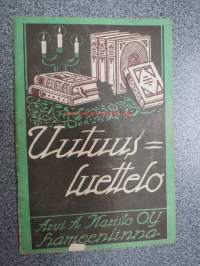 Uutuus=
luettelo
Arvi A. Karisto OY
Hämeenlinna